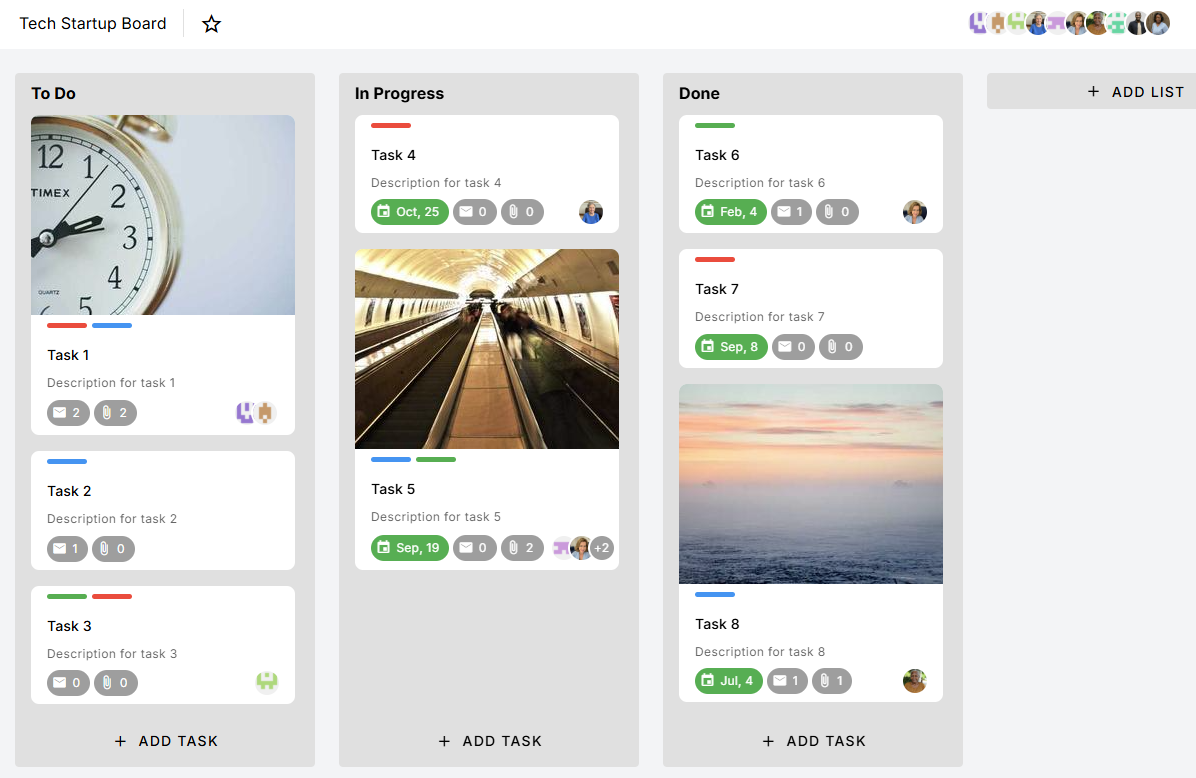 Tech Startup Board
To Do
12
1
TIMEX
2
3
4
QUARTZ
5
Task 1
Description for task 1
2 2
Task 2
Description for task 2
1 0
Task 3
Description for task 3
0 0
+ ADD TASK
In Progress
Task 4
Description for task 4
Oct, 25 0 0
Task 5
Description for task 5
Sep, 19 0 2 +2
+ ADD TASK
Done
Task 6
Description for task 6
Feb, 4 1 0
Task 7
Description for task 7
Sep, 8 0 0
Task 8
Description for task 8
Jul, 4 1 1
+ ADD TASK
+ ADD LIST